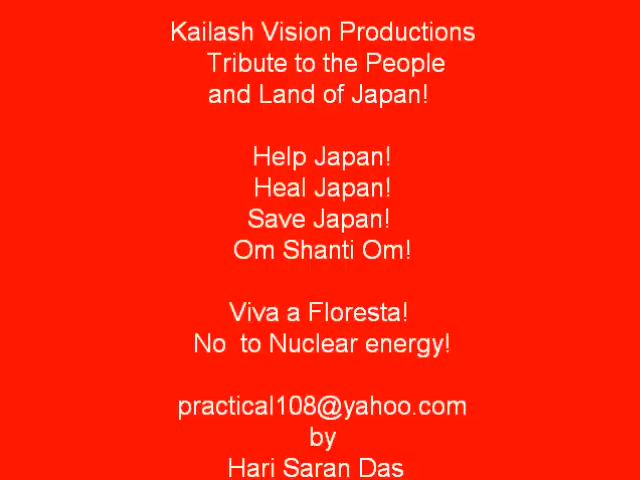 Kailash Vision Productions
Tribute to the People
and Land of Japan!
Help Japan!
Heal Japan!
Save Japan!
Om Shanti Om!
Viva a Floresta!
No to Nuclear energy!
practical108@yahoo.com
by
Hari Saran Das